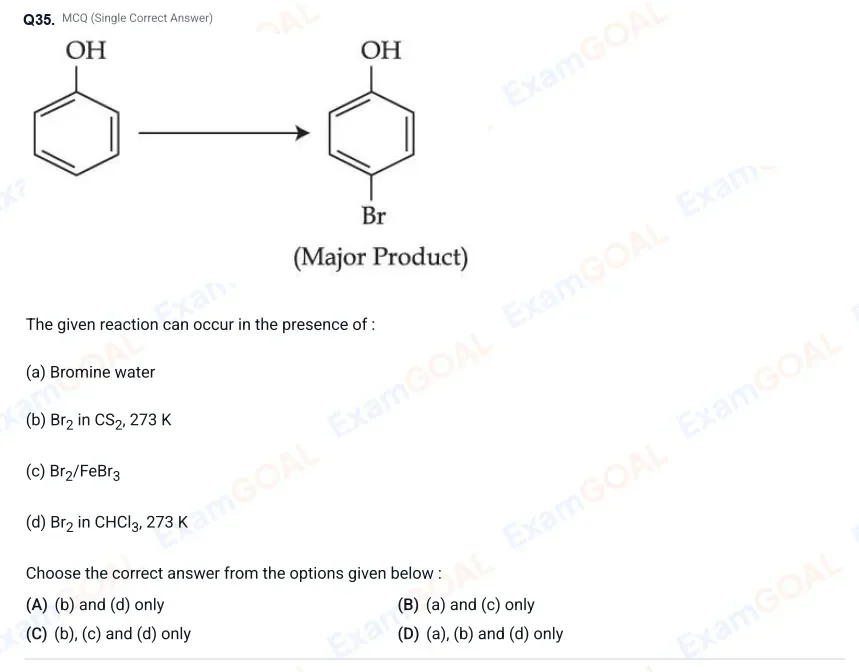 Q35. MCQ (Single Correct Answer)
OH OH
Br
(Major Product)
The given reaction can occur in the presence of :
(a) Bromine water
(b) Br₂ in CS₂, 273 K
(c) Br₂/FeBr₃
(d) Br₂ in CHCl₃, 273 K
Choose the correct answer from the options given below :
(A) (b) and (d) only (B) (a) and (c) only
(C) (b), (c) and (d) only (D) (a), (b) and (d) only
ExamGOAL